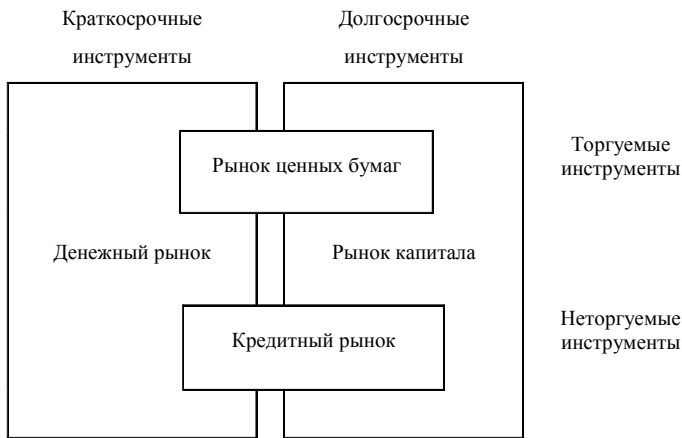 Краткосрочные
инструменты
Долгосрочные
инструменты
Рынок ценных бумаг
Торгуемые
инструменты
Денежный рынок
Рынок капитала
Кредитный рынок
Неторгуемые
инструменты